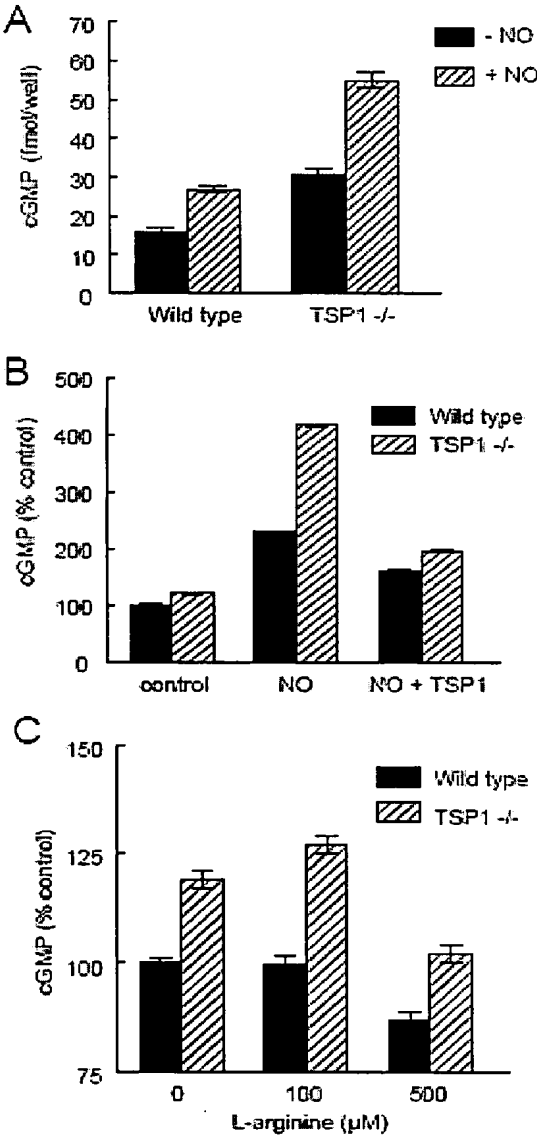 A
70
60
50
40
30
20
10
0
cGMP (fmol/well)
- NO
+ NO
Wild type TSP1 -/-
B
500
400
300
200
100
0
cGMP (% control)
Wild type
TSP1 -/-
control NO NO + TSP1
C
150
125
100
75
cGMP (% control)
Wild type
TSP1 -/-
0 100 500
L-arginine (µM)